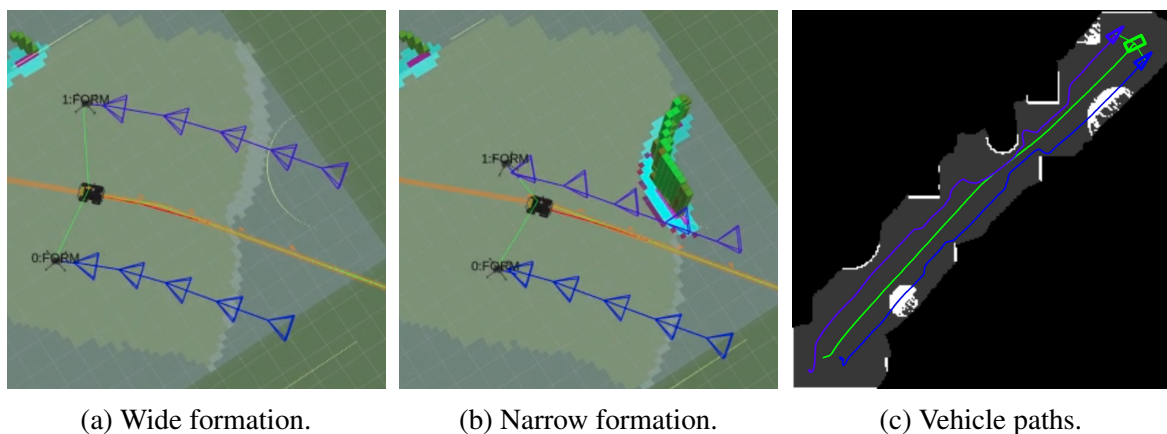 1:FORM
0:FORM
1:FORM
0:FORM
(a) Wide formation.
(b) Narrow formation.
(c) Vehicle paths.